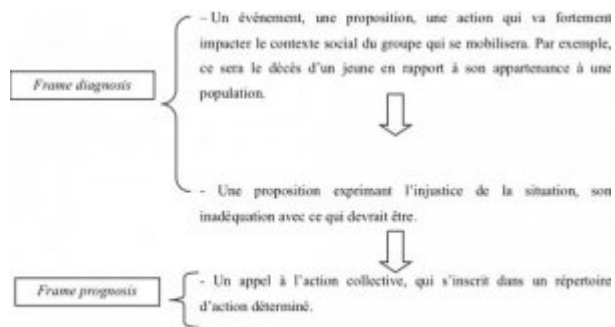 – Un événement, une proposition, une action qui va fortement
impacter le contexte social du groupe qui se mobilisera. Par exemple,
ce sera le décès d'un jeune en rapport à son appartenance à une
population.
Frame diagnosis
- Une proposition exprimant l'injustice de la situation, son
inadéquation avec ce qui devrait être.
- Un appel à l'action collective, qui s'inscrit dans un répertoire
d'action déterminé.
Frame prognosis